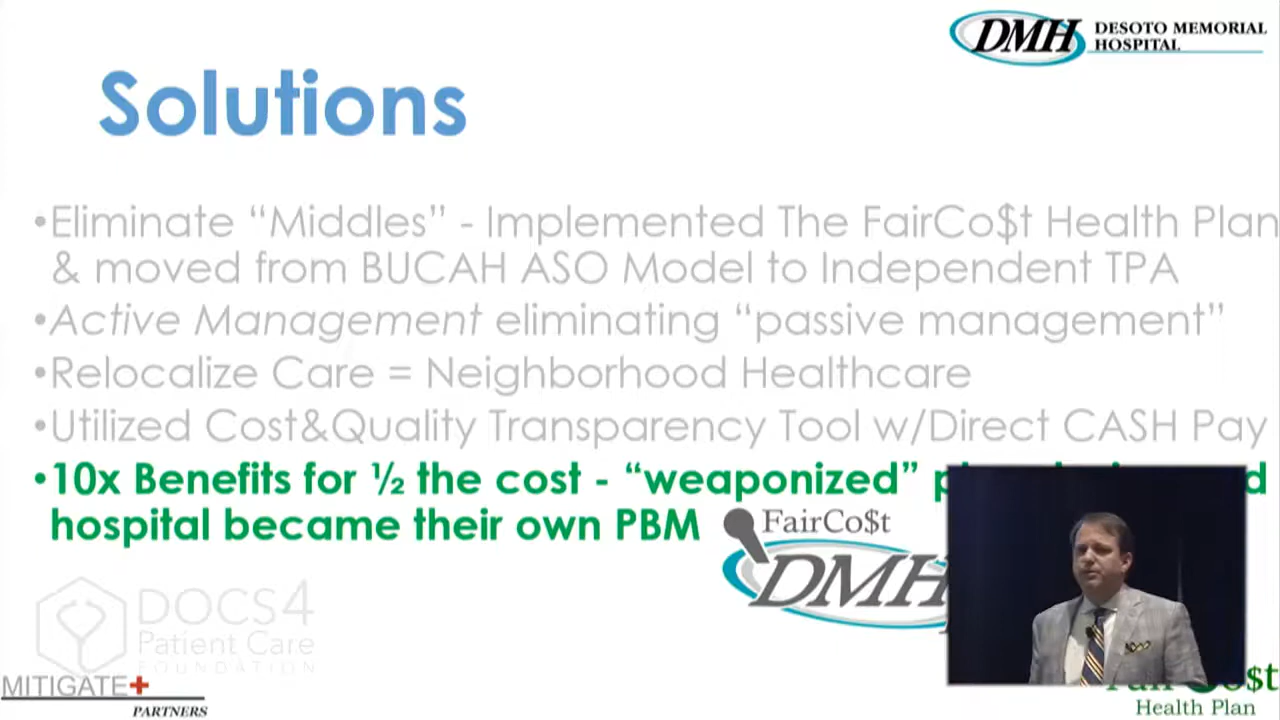 DMH DESOTO MEMORIAL
HOSPITAL
Solutions
•Eliminate “Middles” - Implemented The FairCo$t Health Plan
& moved from BUCAH ASO Model to Independent TPA
•Active Management eliminating “passive management”
•Relocalize Care = Neighborhood Healthcare
•Utilized Cost&Quality Transparency Tool w/Direct CASH Pay
•10x Benefits for ½ the cost - “weaponized”
hospital became their own PBM
FairCo$t
DMH
DOCS4
Patient Care
FOUNDATION
MITIGATE+
PARTNERS
Health Plan